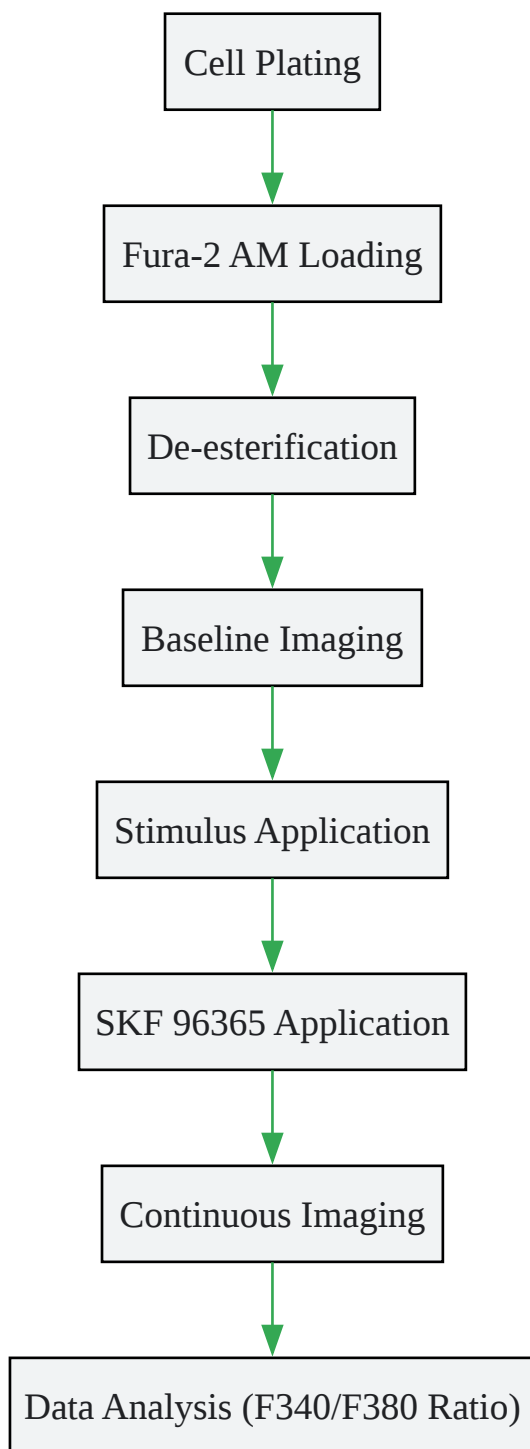 Cell Plating
Fura-2 AM Loading
De-esterification
Baseline Imaging
Stimulus Application
SKF 96365 Application
Continuous Imaging
Data Analysis (F340/F380 Ratio)